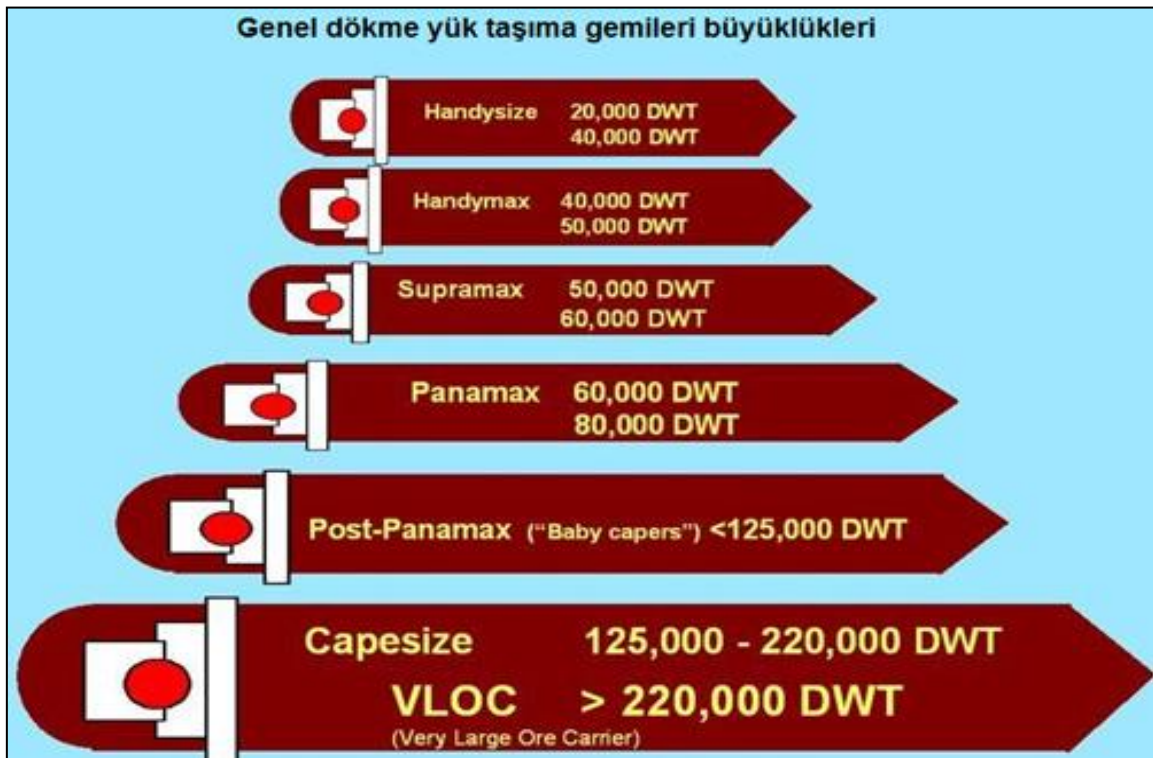 Genel dökme yük taşıma gemileri büyüklükleri
Handysize 20,000 DWT
40,000 DWT
Handymax 40,000 DWT
50,000 DWT
Supramax 50,000 DWT
60,000 DWT
Panamax 60,000 DWT
80,000 DWT
Post-Panamax (“Baby capers”) <125,000 DWT
Capesize 125,000 - 220,000 DWT
VLOC > 220,000 DWT
(Very Large Ore Carrier)